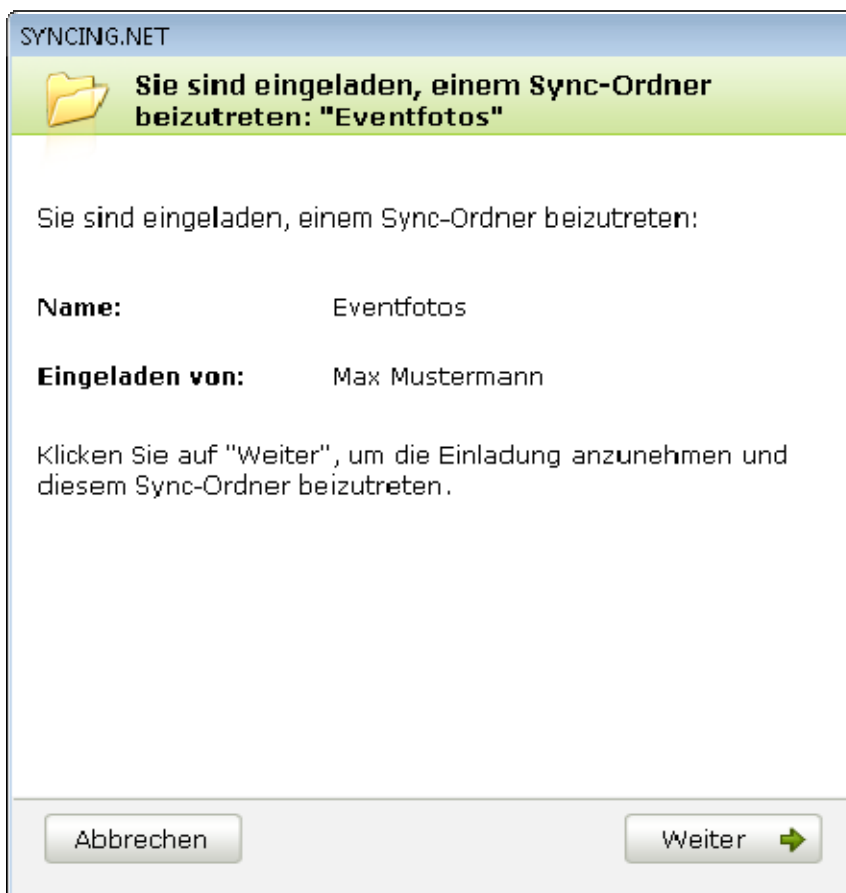 SYNCING.NET
Sie sind eingeladen, einem Sync-Ordner
beizutreten: "Eventfotos"
Sie sind eingeladen, einem Sync-Ordner beizutreten:
Name: Eventfotos
Eingeladen von: Max Mustermann
Klicken Sie auf "Weiter", um die Einladung anzunehmen und
diesem Sync-Ordner beizutreten.
Abbrechen Weiter